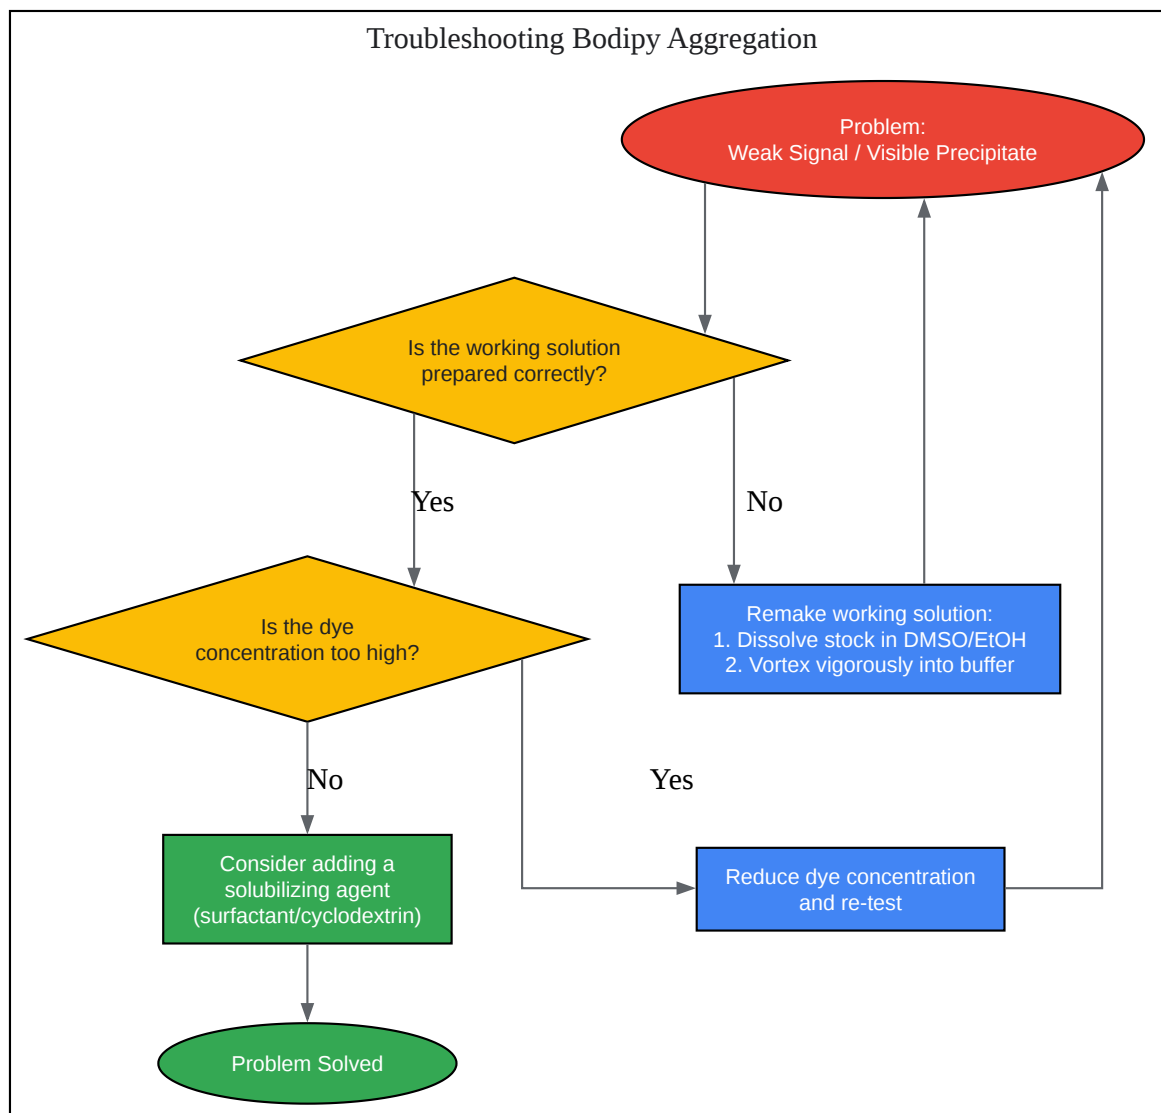 Troubleshooting Bodipy Aggregation
Problem:
Weak Signal / Visible Precipitate
Is the working solution
prepared correctly?
Yes
No
Is the dye
concentration too high?
Remake working solution:
1. Dissolve stock in DMSO/EtOH
2. Vortex vigorously into buffer
No
Yes
Consider adding a
solubilizing agent
(surfactant/cyclodextrin)
Reduce dye concentration
and re-test
Problem Solved